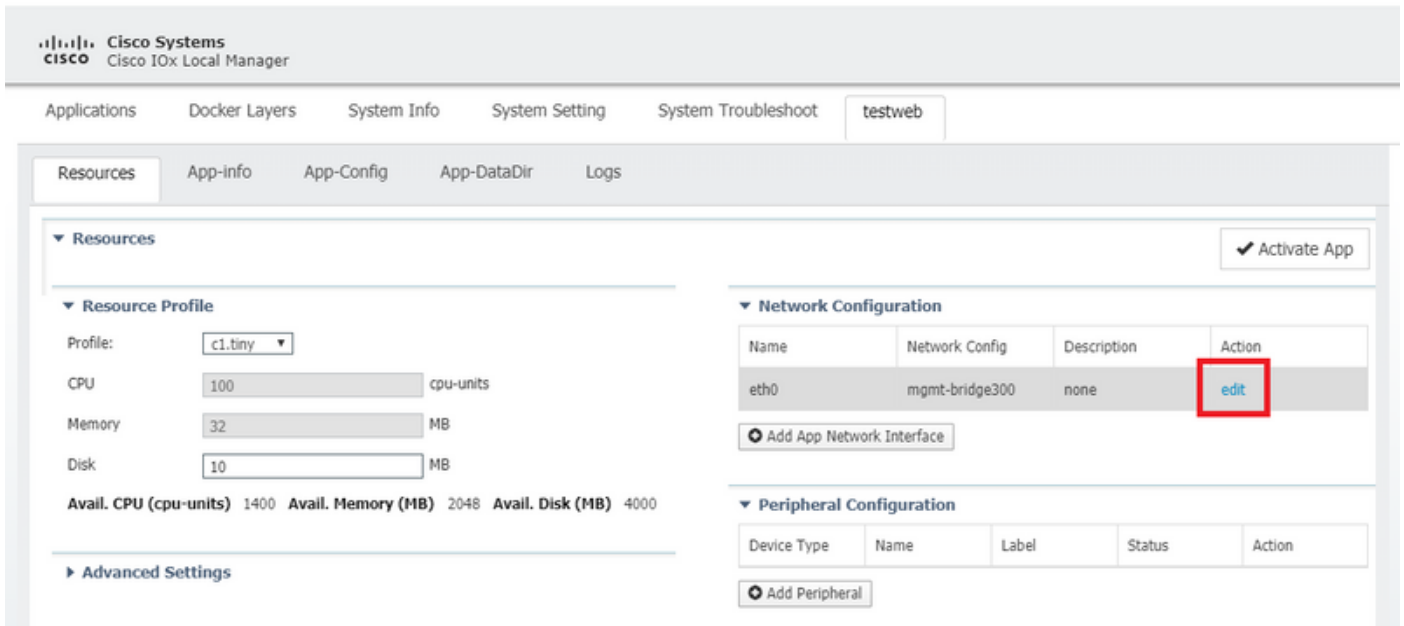 Cisco Systems
CISCO Cisco IOx Local Manager
Applications Docker Layers System Info System Setting System Troubleshoot testweb
Resources App-info App-Config App-DataDir Logs
Resources
Activate App
Resource Profile
Profile: c1.tiny
CPU 100 cpu-units
Memory 32 MB
Disk 10 MB
Avail. CPU (cpu-units) 1400 Avail. Memory (MB) 2048 Avail. Disk (MB) 4000
Advanced Settings
Network Configuration
Name Network Config Description Action
eth0 mgmt-bridge300 none edit
Add App Network Interface
Peripheral Configuration
Device Type Name Label Status Action
Add Peripheral